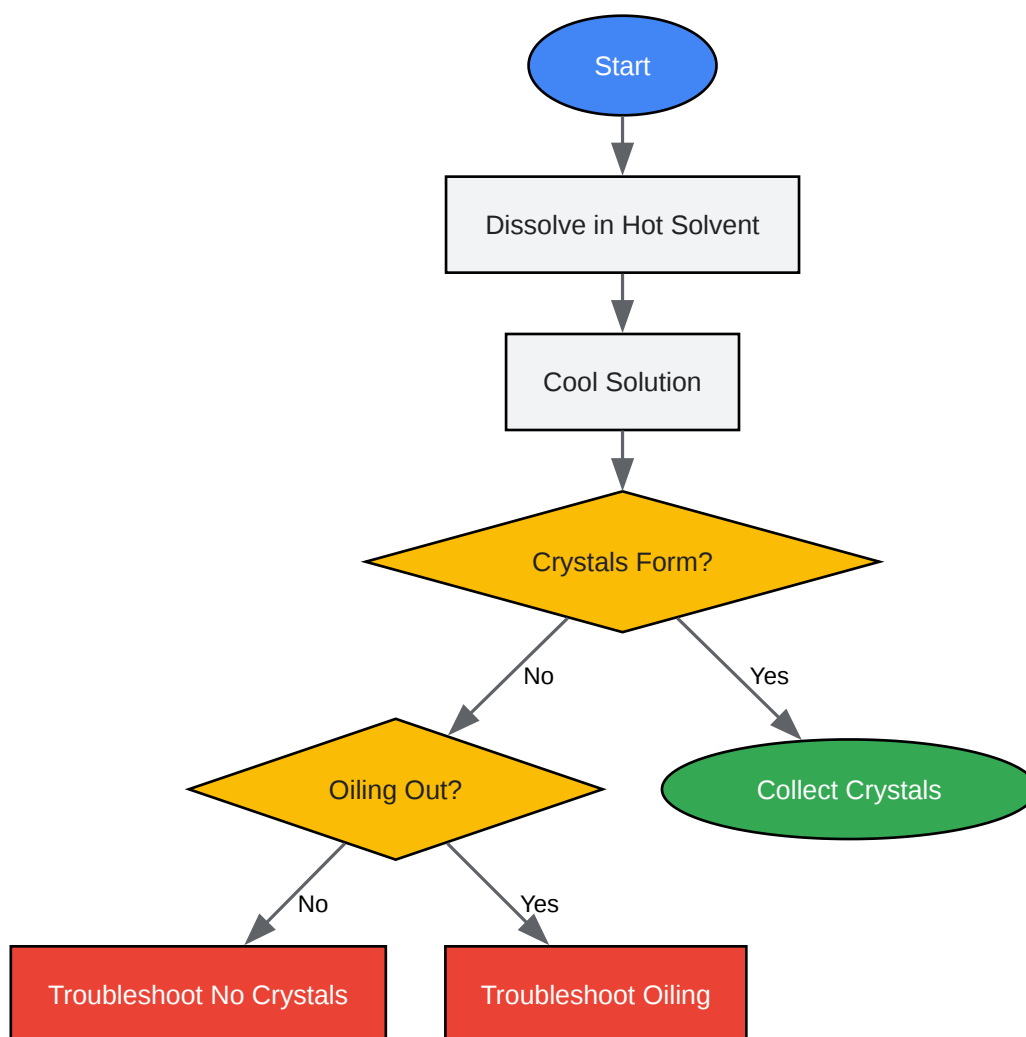 Start
Dissolve in Hot Solvent
Cool Solution
Crystals Form?
No
Yes
Oiling Out?
Collect Crystals
No
Yes
Troubleshoot No Crystals
Troubleshoot Oiling